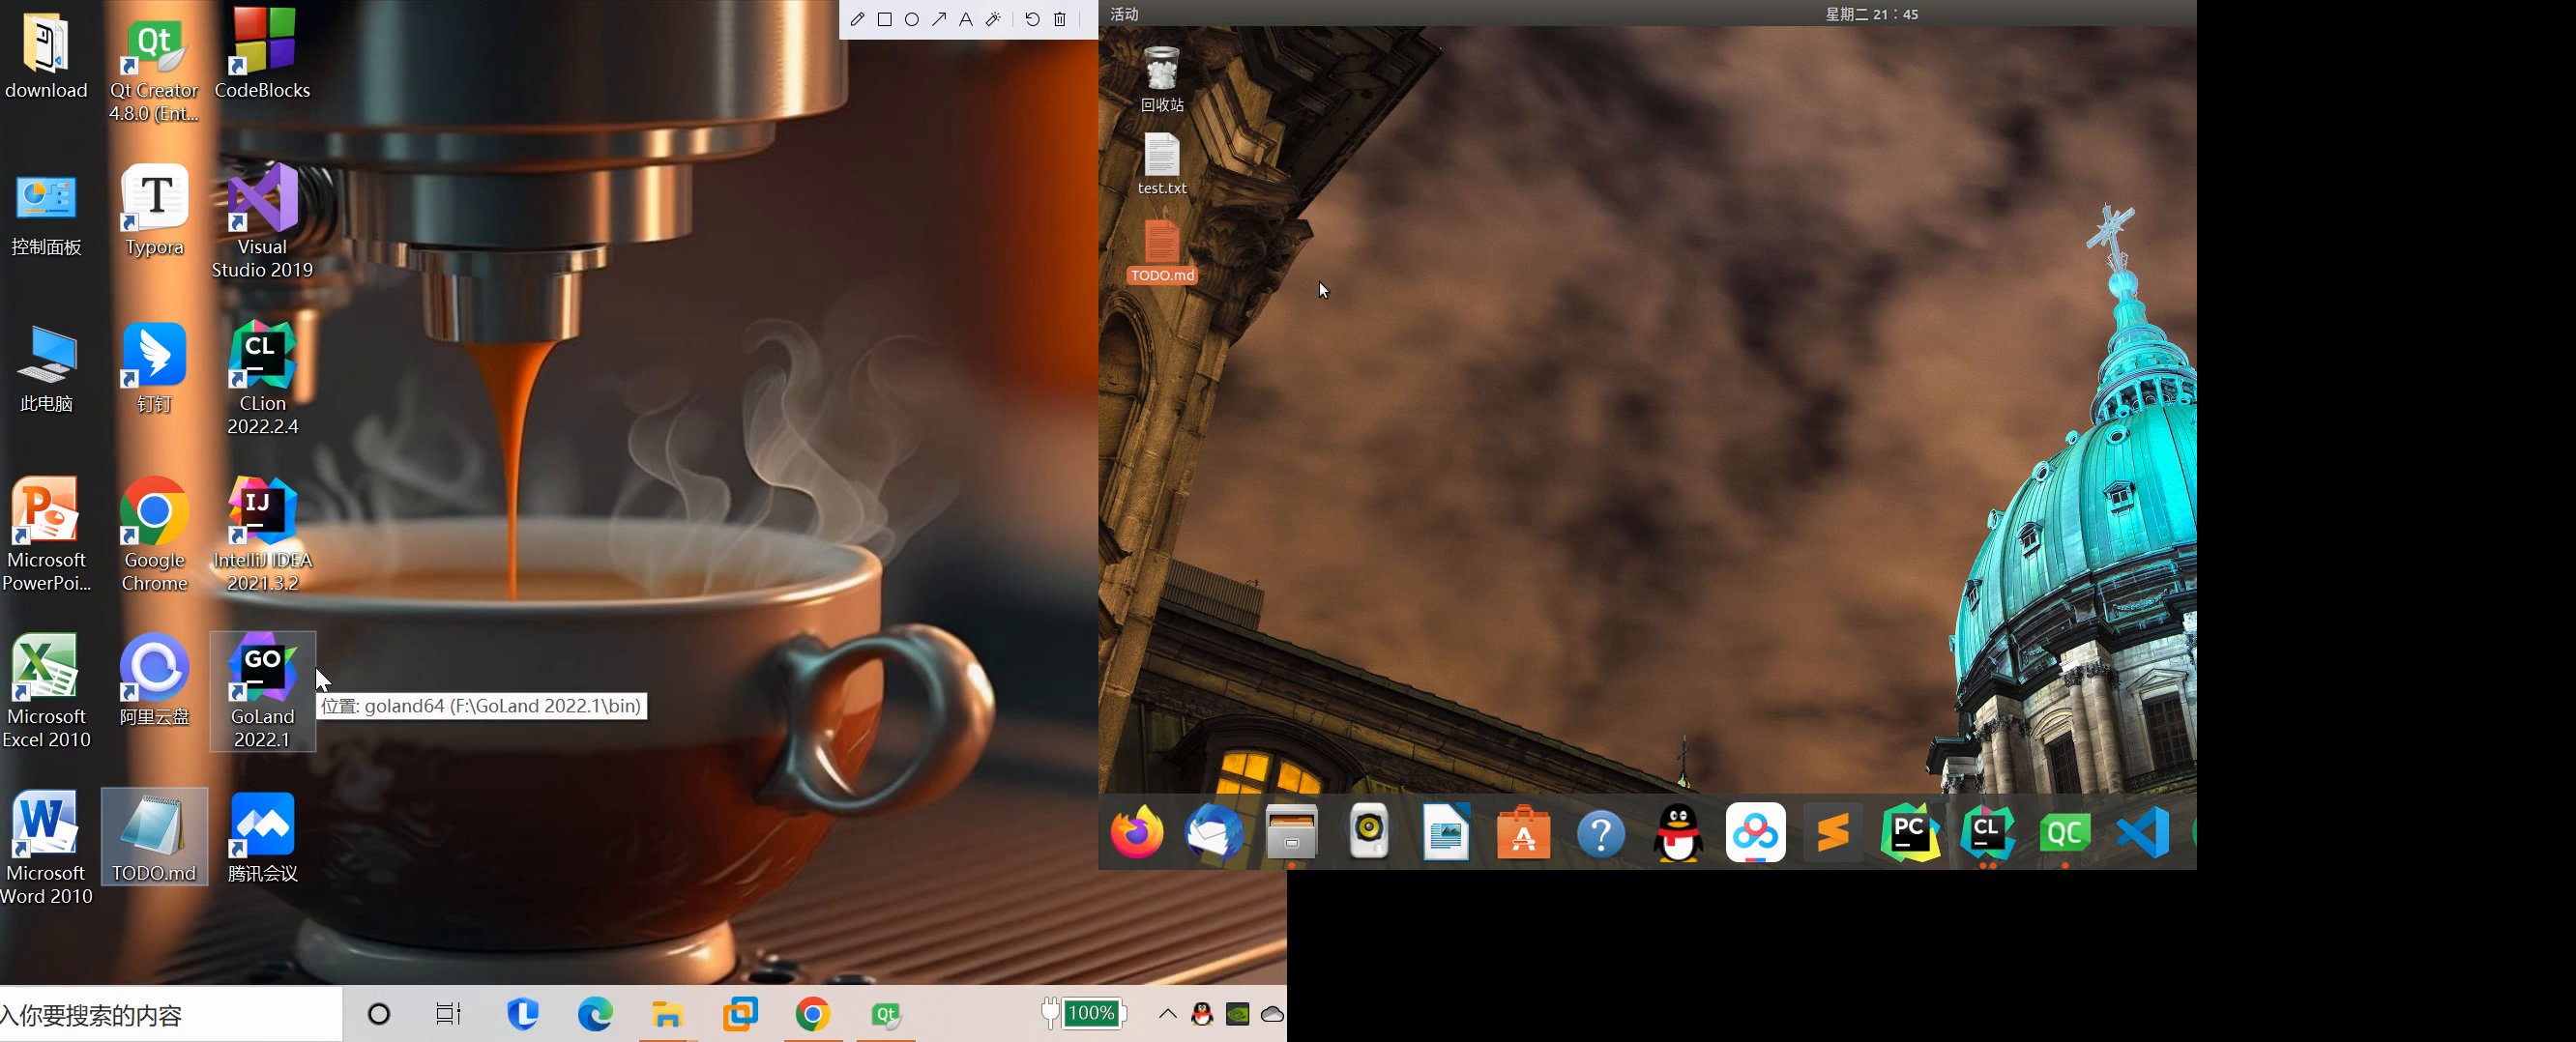 download
Qt Creator
4.8.0 (Ent...
CodeBlocks
控制面板
Typora
Visual
Studio 2019
此电脑
钉钉
CLion
2022.2.4
Microsoft
PowerPoi...
Google
Chrome
IntelliJ IDEA
2021.3.2
Microsoft
Excel 2010
阿里云盘
GoLand
2022.1
位置: goland64 (F:\GoLand 2022.1\bin)
Microsoft
Word 2010
TODO.md
腾讯会议
入你要搜索的内容
100%
活动
星期二 21：45
回收站
test.txt
TODO.md